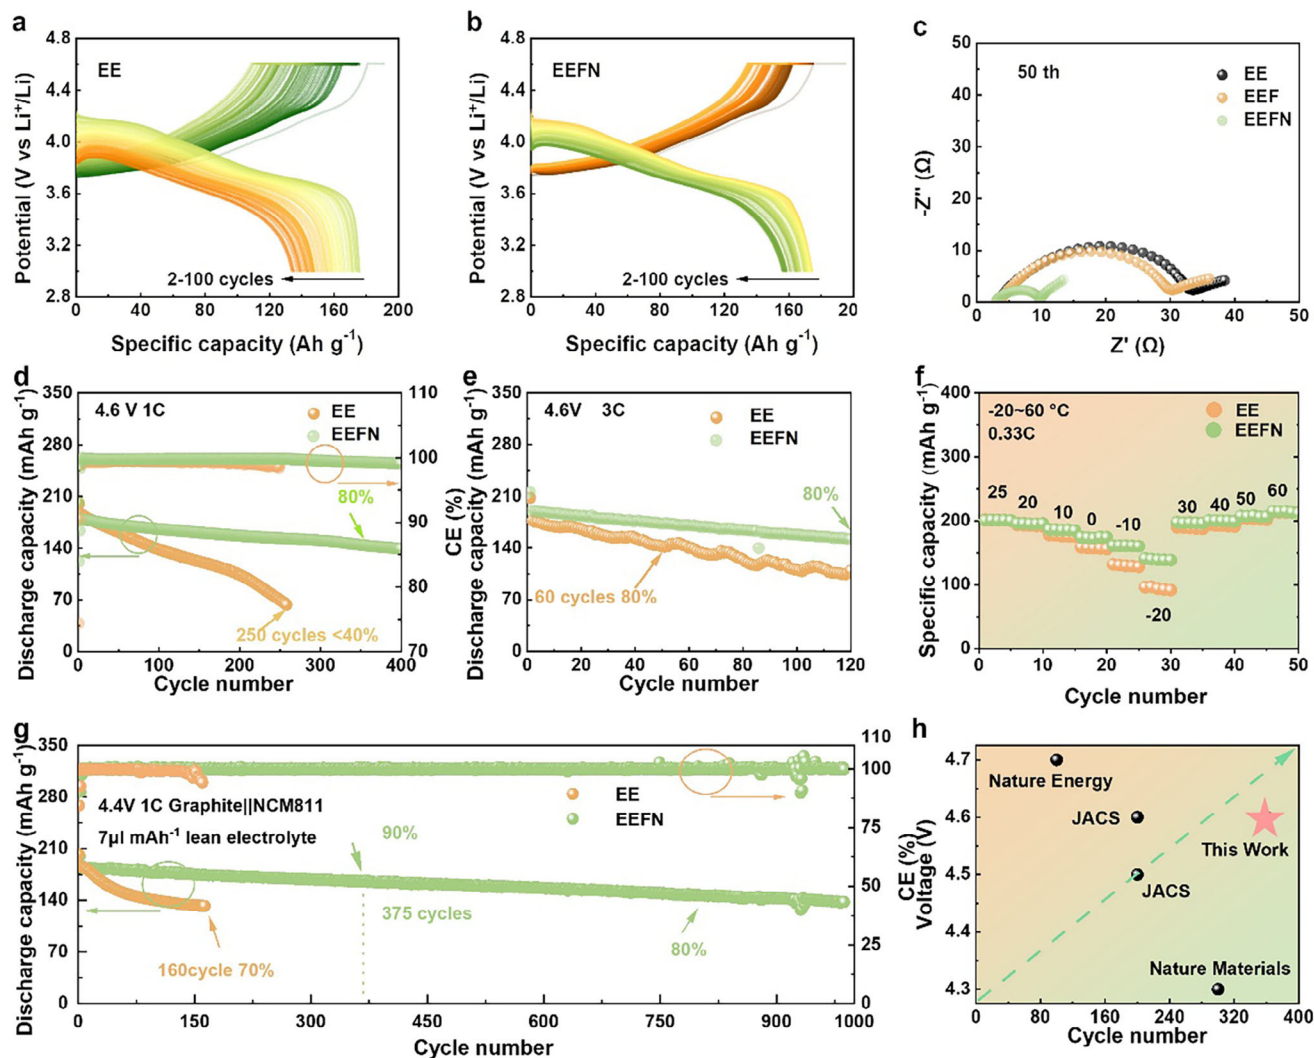 a
4.8
4.4
4.0
3.6
3.2
2.8
Potential (V vs Li⁺/Li)
EE
2-100 cycles
0 40 80 120 160 200
Specific capacity (Ah g⁻¹)
b
4.8
4.4
4.0
3.6
3.2
2.8
Potential (V vs Li⁺/Li)
EEFN
2-100 cycles
0 40 80 120 160 20
Specific capacity (Ah g⁻¹)
c
50
40
30
20
10
0
-Z'' (Ω)
50 th
EE
EEF
EEFN
0 10 20 30 40 50
Z' (Ω)
d
350
280
210
140
70
0
Discharge capacity (mAh g⁻¹)
4.6 V 1C
EE
EEFN
80%
250 cycles <40%
110
100
90
80
70
CE (%)
0 100 200 300 400
Cycle number
e
350
280
210
140
70
0
Discharge capacity (mAh g⁻¹)
4.6V 3C
EE
EEFN
80%
60 cycles 80%
0 20 40 60 80 100 120
Cycle number
f
400
300
200
100
0
Specific capacity (mAh g⁻¹)
-20~60 °C
0.33C
EE
EEFN
25 20 10 0 -10 -20 30 40 50 60
0 10 20 30 40 50
Cycle number
g
350
280
210
140
70
0
Discharge capacity (mAh g⁻¹)
4.4V 1C Graphite||NCM811
7μl mAh⁻¹ lean electrolyte
EE
EEFN
90%
375 cycles
80%
160cycle 70%
110
100
75
50
25
0
CE (%)
0 150 300 450 600 750 900 1000
Cycle number
h
4.7
4.6
4.5
4.3
4.3
Voltage (V)
Nature Energy
JACS
This Work
JACS
Nature Materials
0 80 160 240 320 400
Cycle number